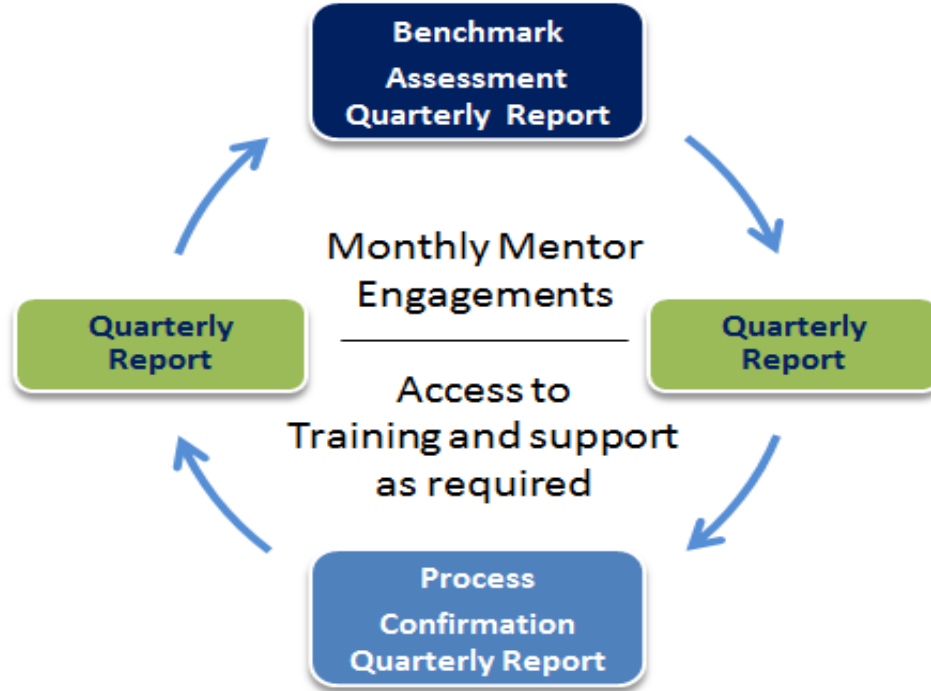 Benchmark
Assessment
Quarterly Report
Monthly Mentor
Engagements
Quarterly
Report
Quarterly
Report
Access to
Training and support
as required
Process
Confirmation
Quarterly Report